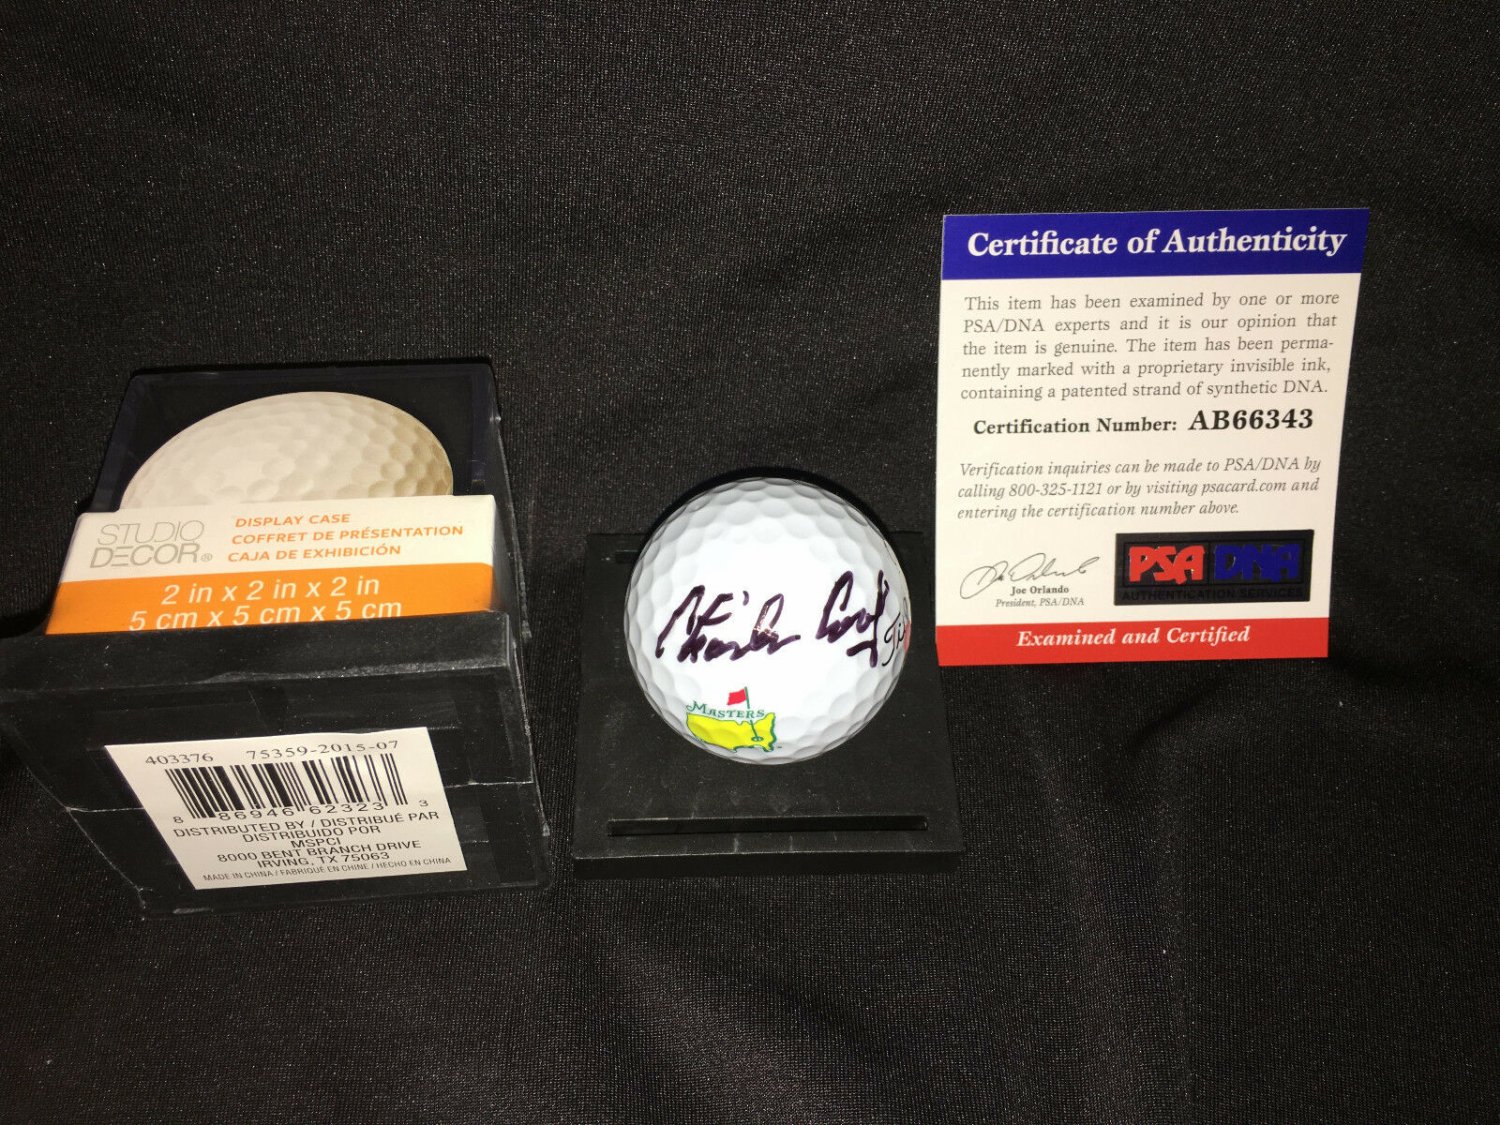 STUDIO
DECOR®
DISPLAY CASE
COFFRET DE PRÉSENTATION
CAJA DE EXHIBICIÓN
2 in x 2 in x 2 in
5 cm x 5 cm x 5 cm
403376 75359-2015-07
8 86946 62323 3
DISTRIBUTED BY / DISTRIBUÉ PAR
DISTRIBUIDO POR
MSPCI
8000 BENT BRANCH DRIVE
IRVING, TX 75063
MADE IN CHINA / FABRIQUÉ EN CHINE / HECHO EN CHINA
Charlie
MASTERS
Certificate of Authenticity
This item has been examined by one or more
PSA/DNA experts and it is our opinion that
the item is genuine. The item has been perma-
nently marked with a proprietary invisible ink,
containing a patented strand of synthetic DNA.
Certification Number: AB66343
Verification inquiries can be made to PSA/DNA by
calling 800-325-1121 or by visiting psacard.com and
entering the certification number above.
Joe Orlando
President, PSA/DNA
PSA DNA
AUTHENTICATION SERVICES
Examined and Certified